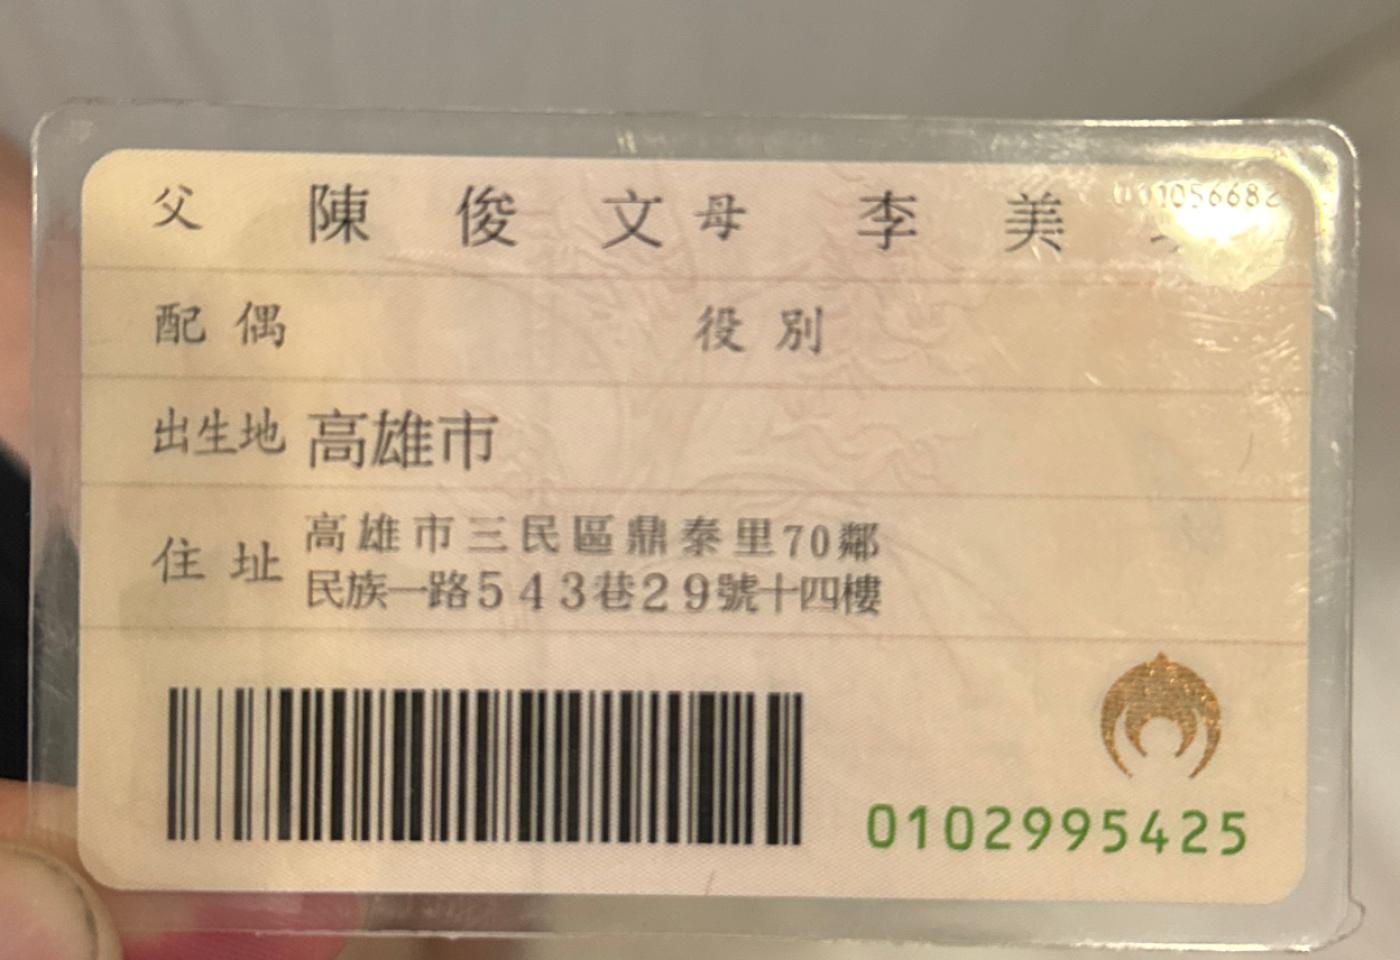 父 陳俊文 母 李美
配偶 役別
出生地 高雄市
住址 高雄市三民區鼎泰里70鄰
民族一路543巷29號十四樓
0102995425